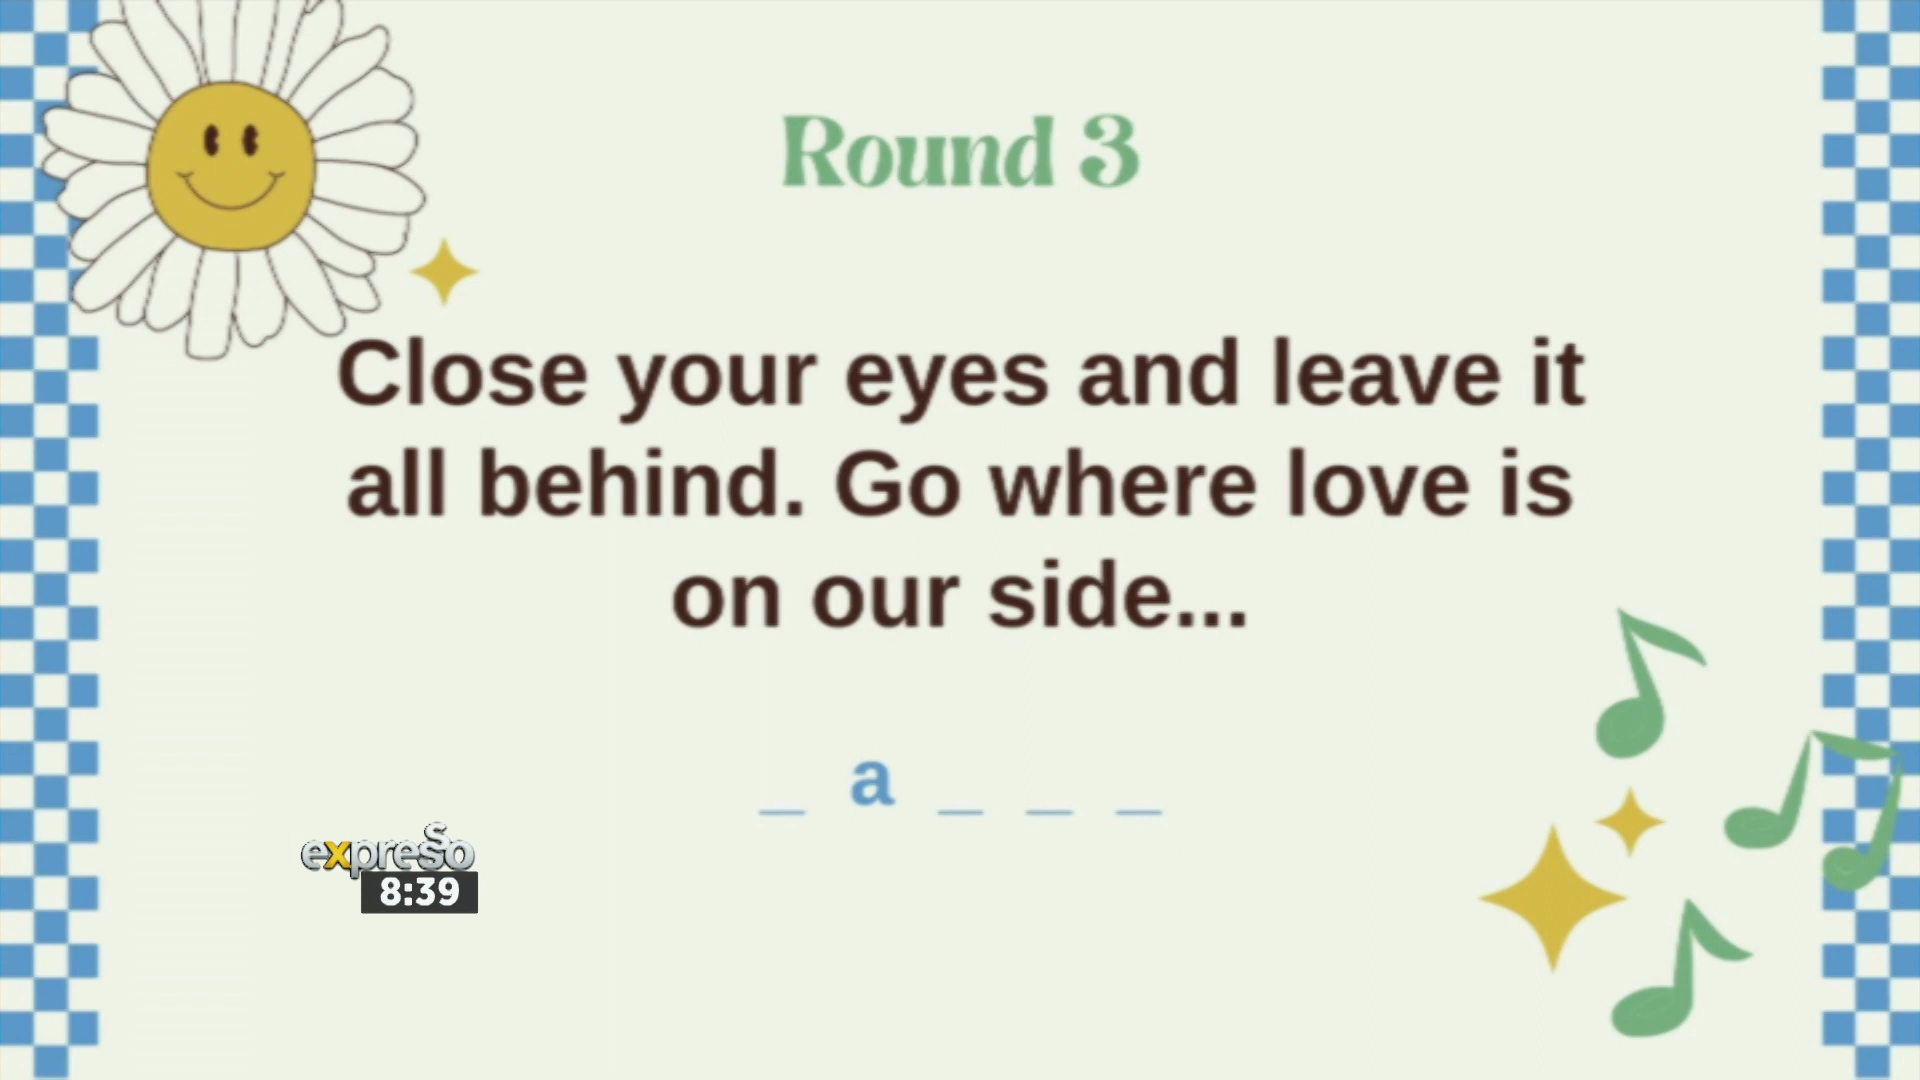 Round 3
Close your eyes and leave it
all behind. Go where love is
on our side...
_ a _ _ _
expresso
8:39